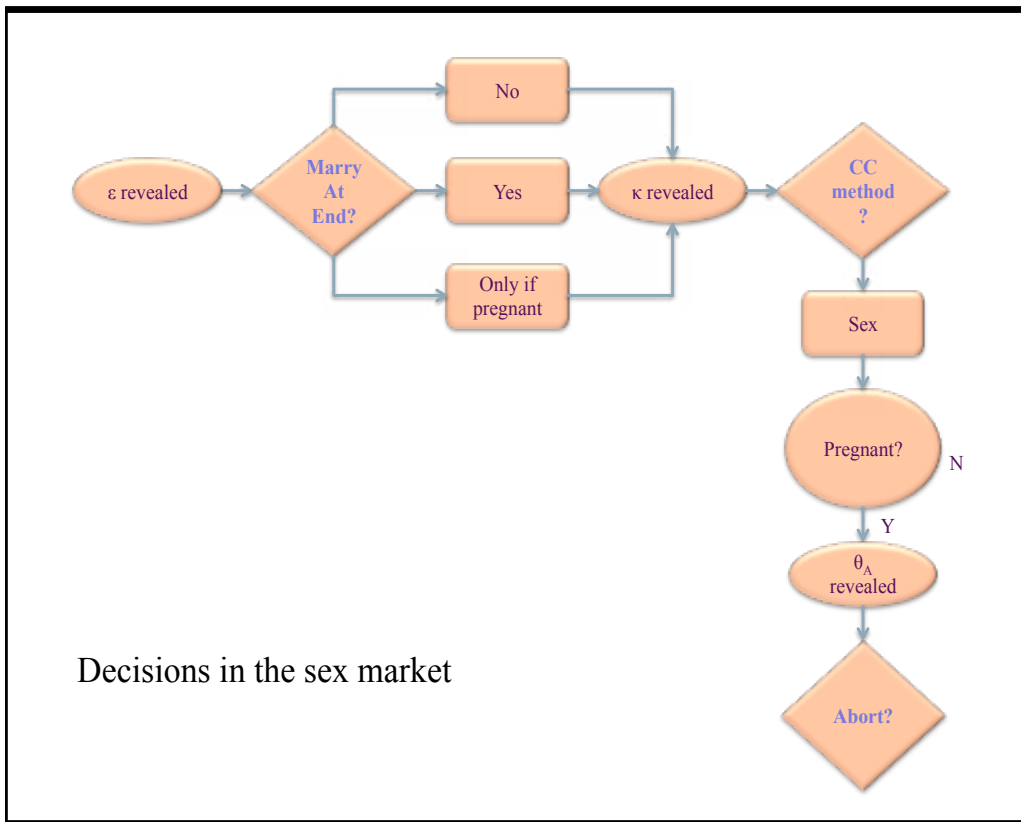 No
ε revealed
Marry
At
End?
Yes
κ revealed
CC
method
?
Only if
pregnant
Sex
Pregnant?
N
Y
θA
revealed
Abort?
Decisions in the sex market